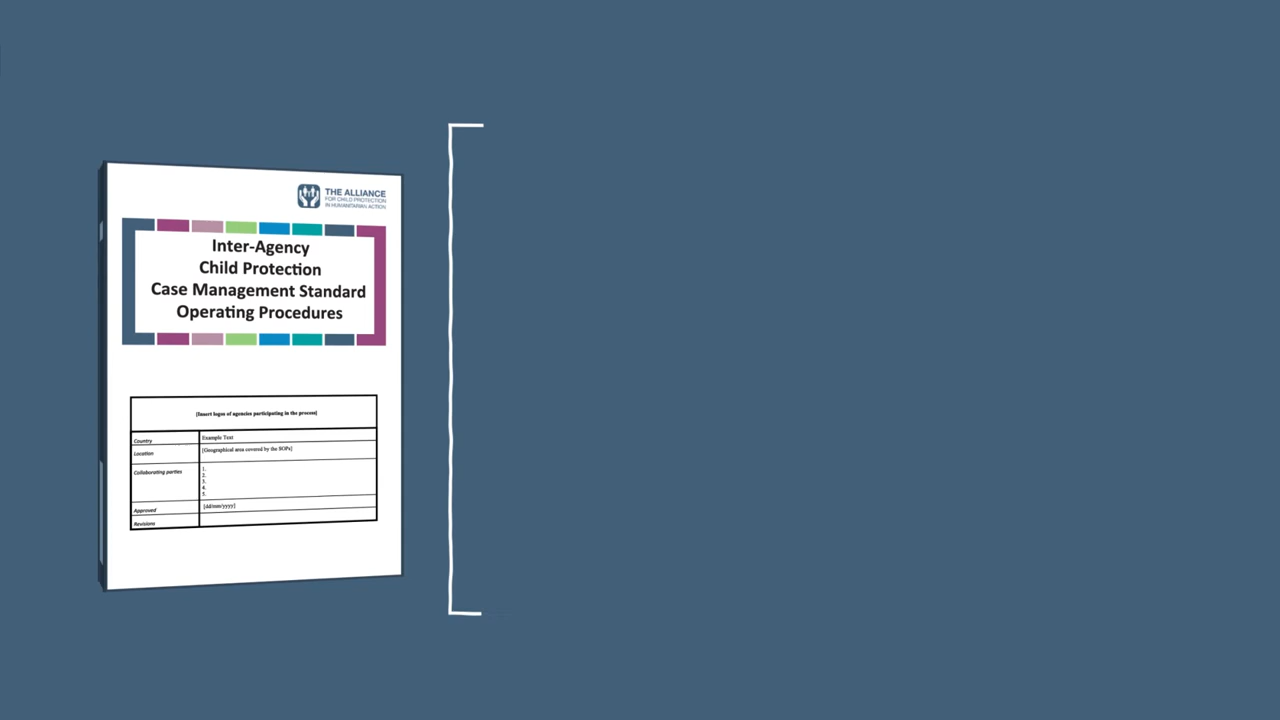 THE ALLIANCE
FOR CHILD PROTECTION
IN HUMANITARIAN ACTION
Inter-Agency
Child Protection
Case Management Standard
Operating Procedures
[Insert logos of agencies participating in the process]
Country Example Text
Location [Geographical area covered by the SOPs]
Collaborating parties 1.
2.
3.
4.
5.
Approved [dd/mm/yyyy]
Revisions